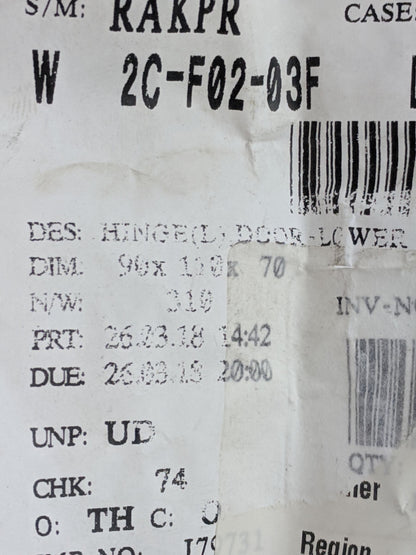 S/M: RAKPR CASE:
W 2C-F02-03F
DES: HINGE(L) DOOR-LOWER
DIM: 90x 120x 70
N/W: 310
INV-NO
PRT: 26.03.18 14:42
DUE: 26.03.18 20:00
UNP: UD
QTY:
CHK: 74
O: TH C:
Region